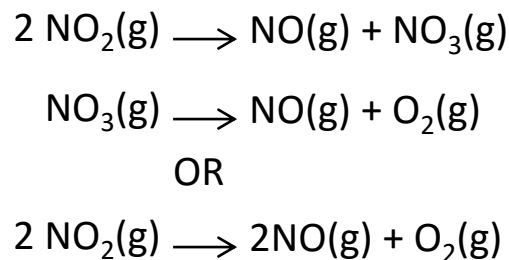 2 NO₂(g) ⟶ NO(g) + NO₃(g)
NO₃(g) ⟶ NO(g) + O₂(g)
OR
2 NO₂(g) ⟶ 2NO(g) + O₂(g)